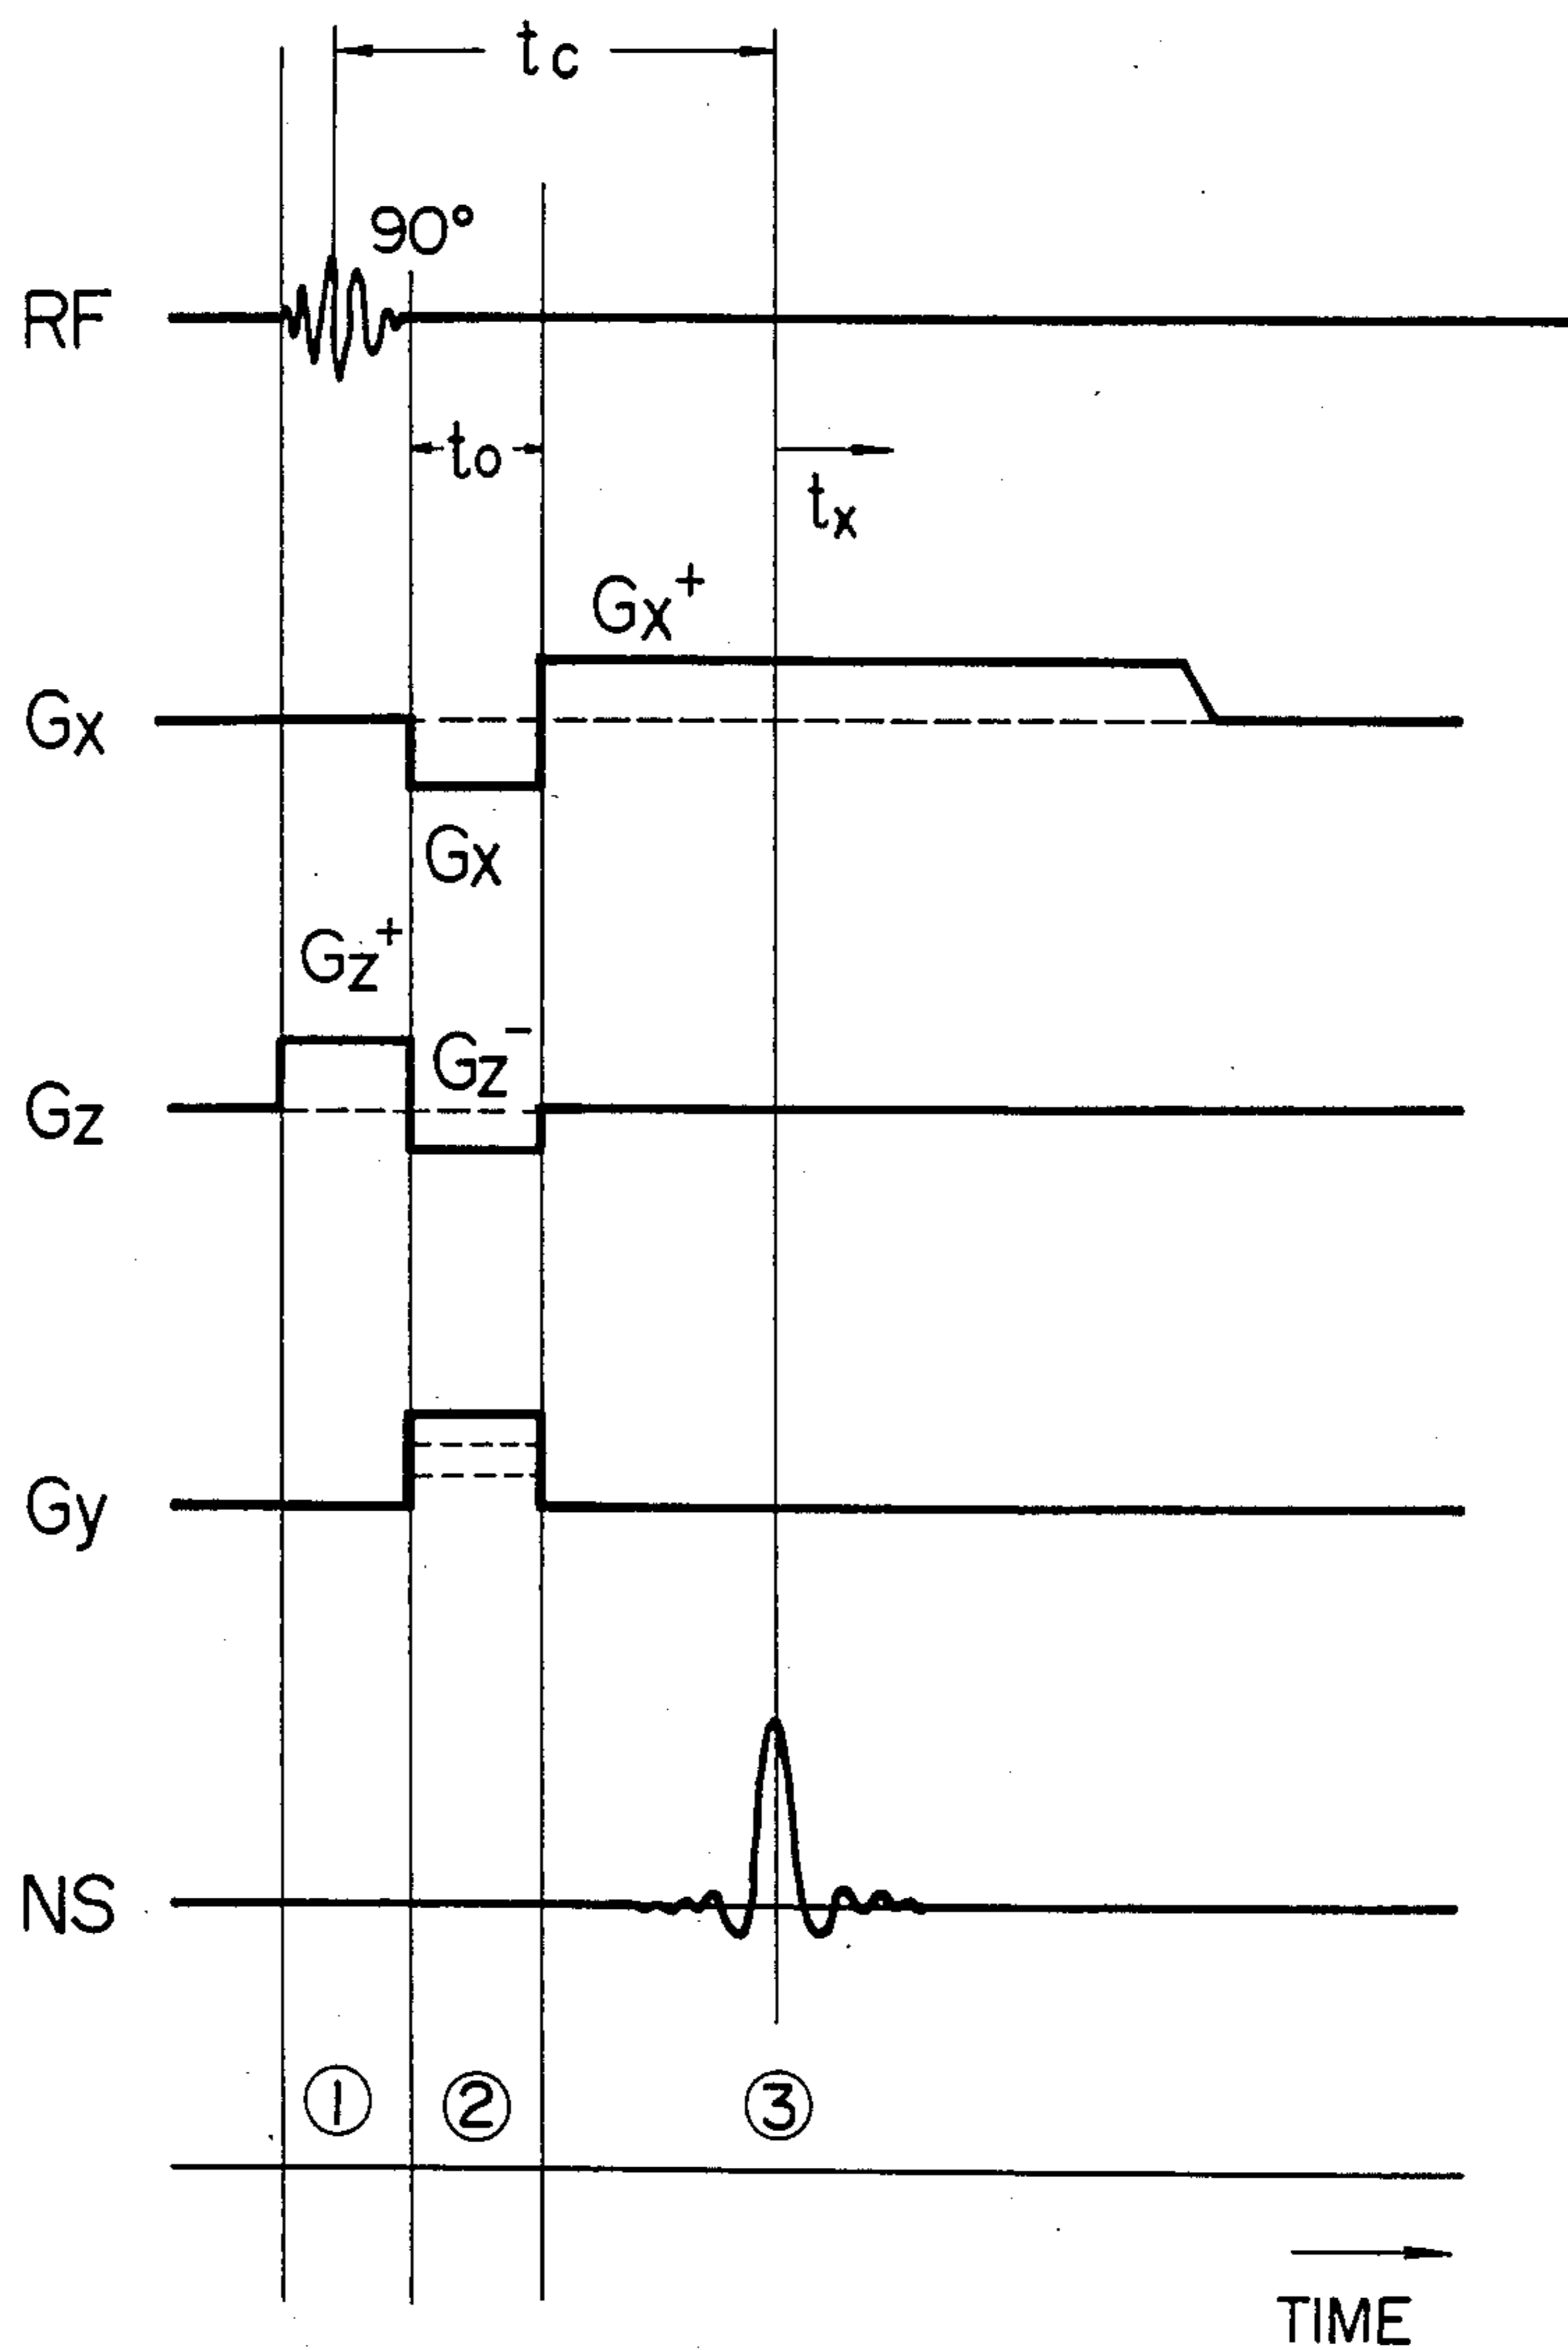 tc
90°
RF
to
tx
Gx+
Gx
Gx
Gz+
Gz-
Gz
Gy
NS
① ② ③
TIME